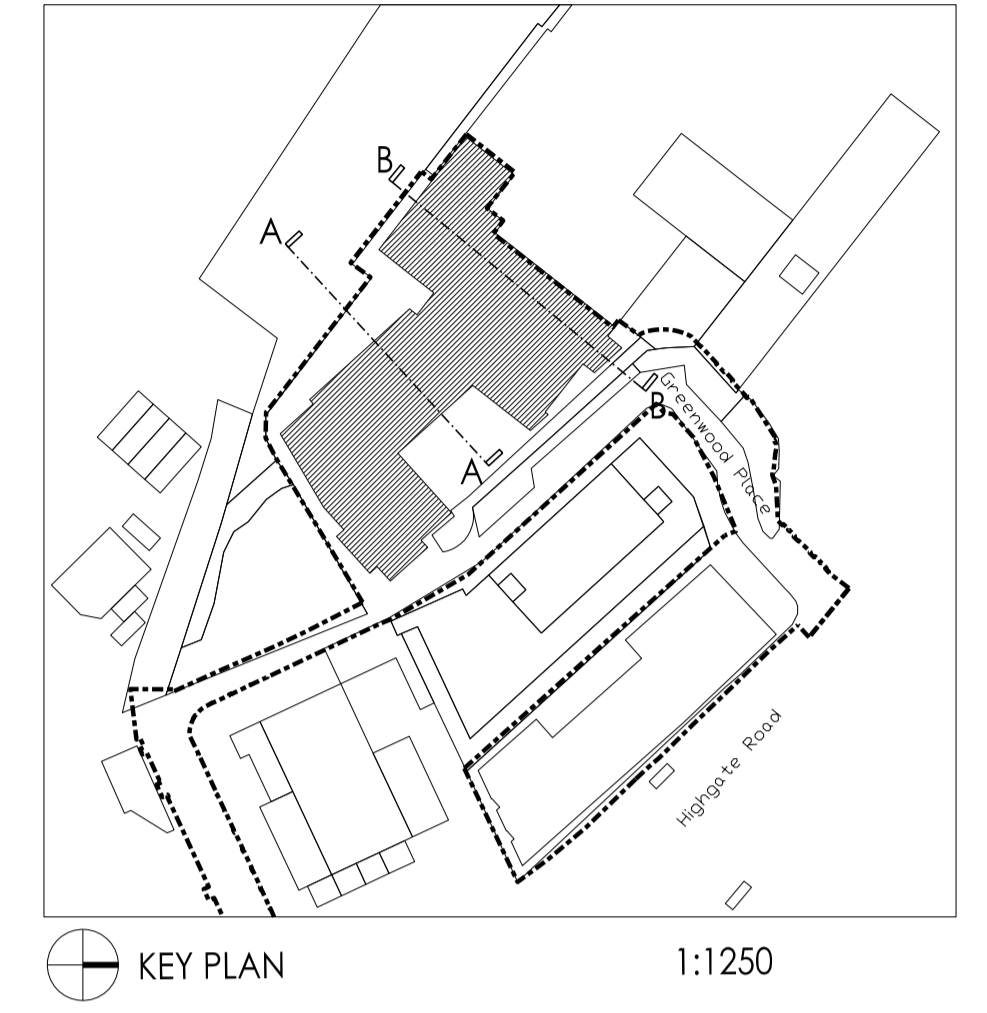 B
A
Greenwood Place
B
A
Highgate Road
KEY PLAN
1:1250